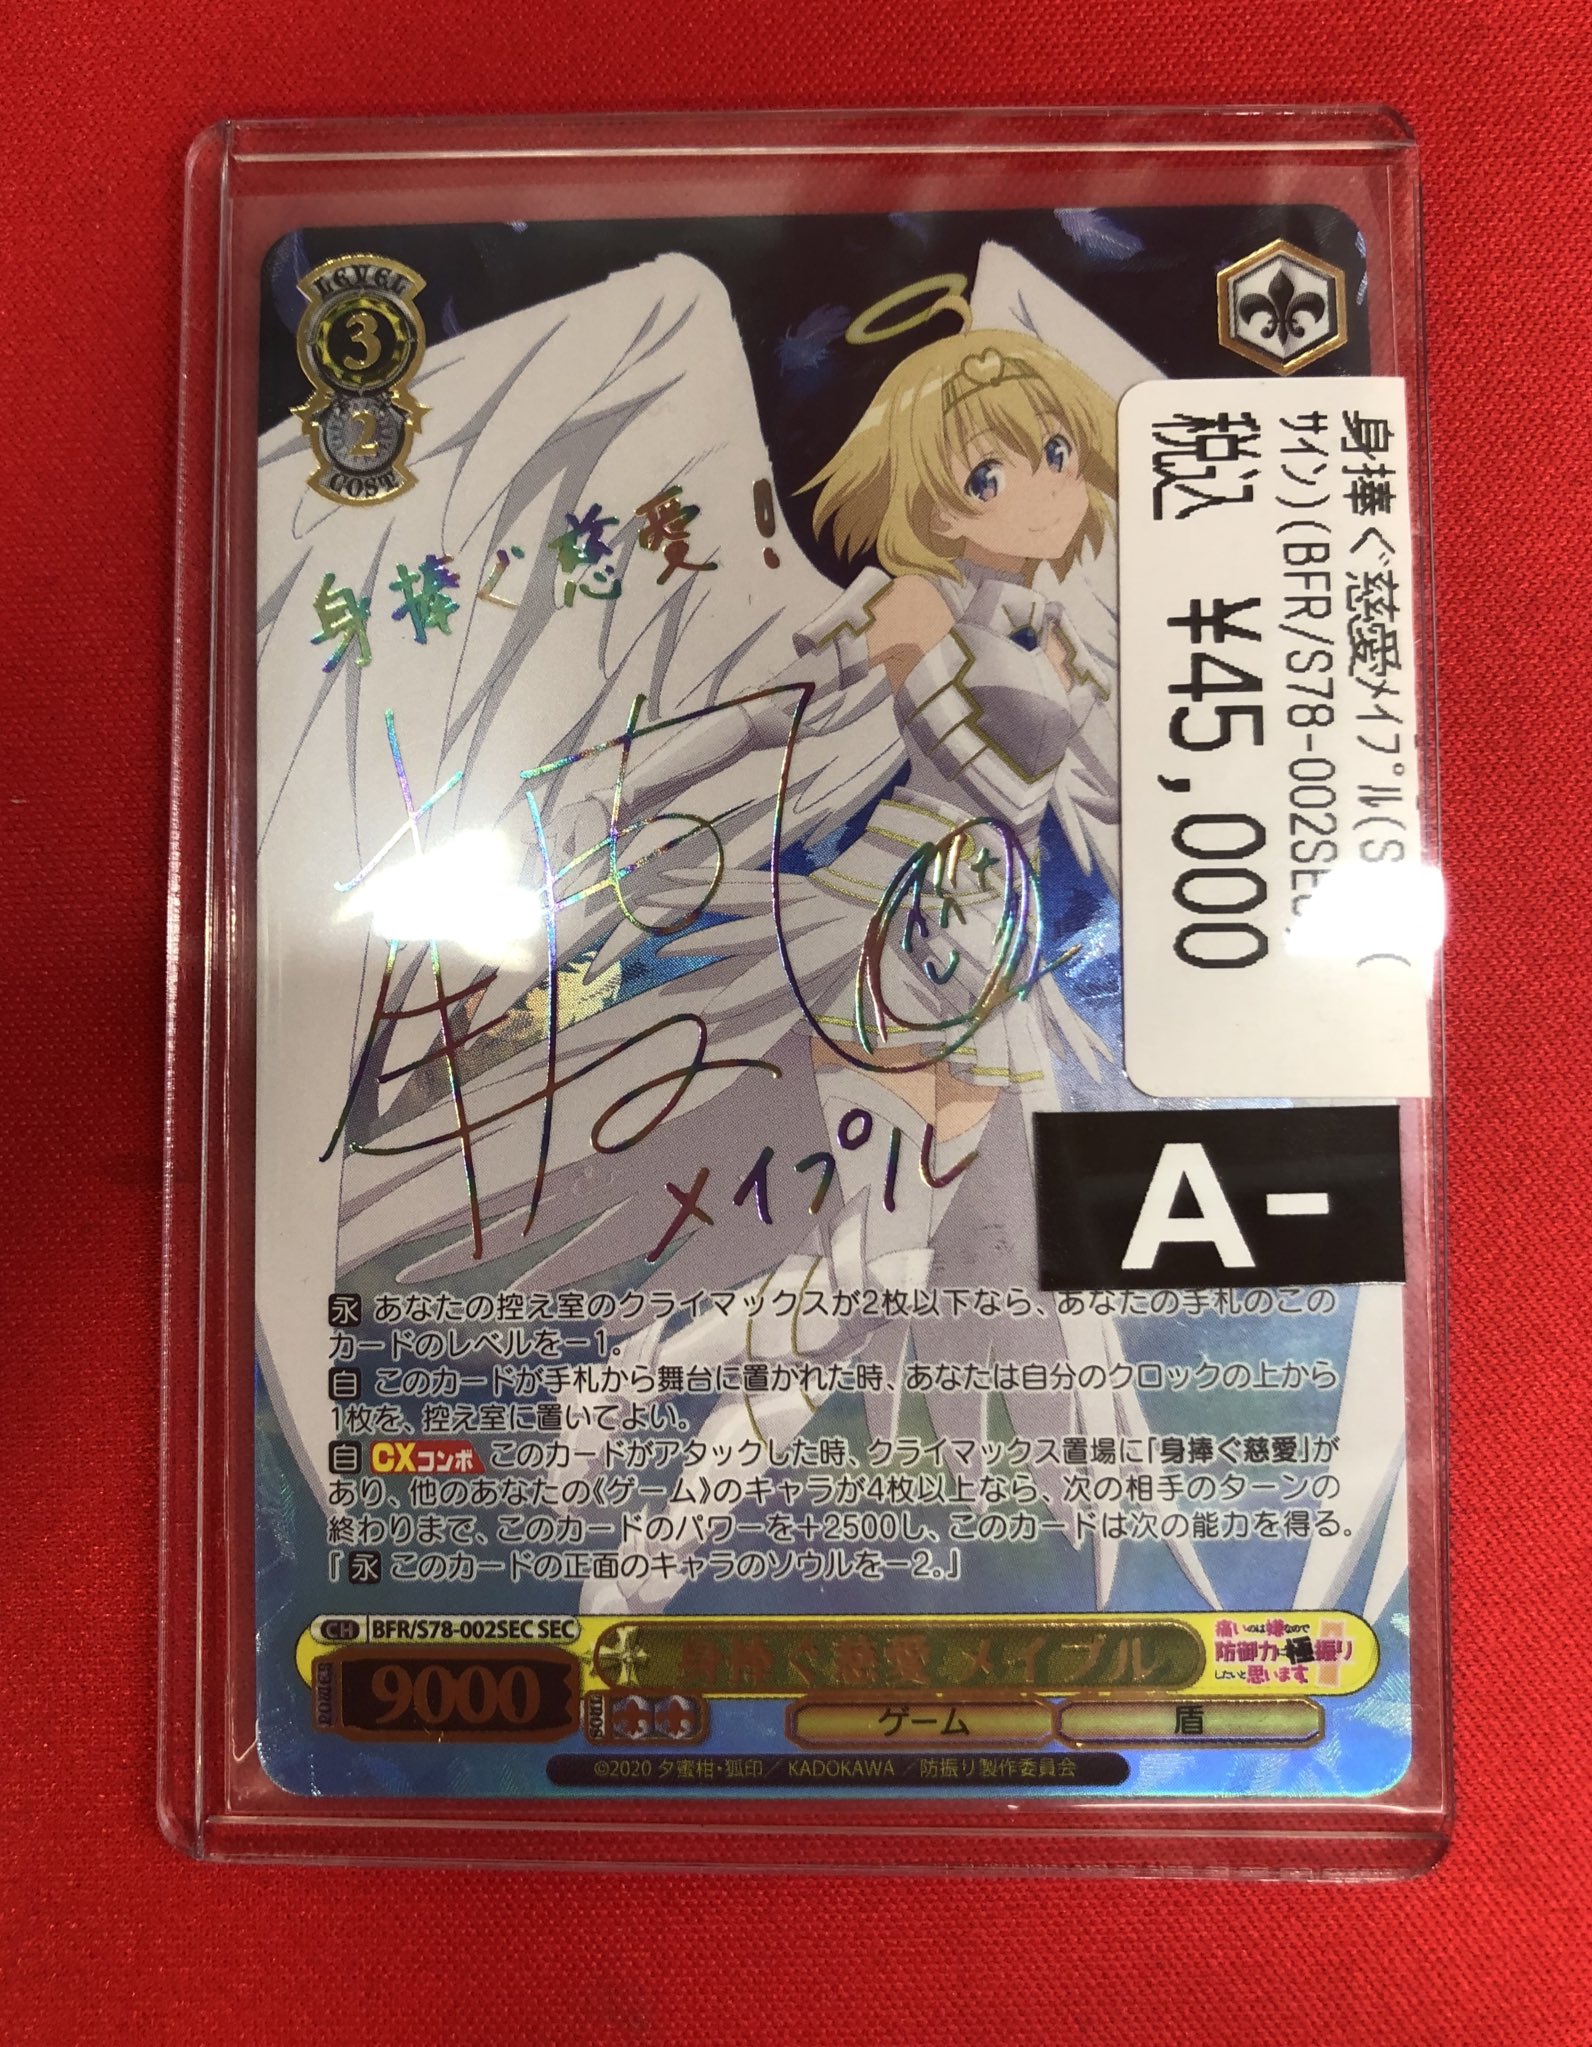 LEVEL
3
2
COST
身捧ぐ慈愛!
メイプル
身捧ぐ慈愛メイプル(S
サイン)(BFR/S78-002SEC
税込 ¥45,000
A-
永 あなたの控え室のクライマックスが2枚以下なら、あなたの手札のこの
カードのレベルを-1。
自 このカードが手札から舞台に置かれた時、あなたは自分のクロックの上から
1枚を、控え室に置いてよい。
自 CXコンボ このカードがアタックした時、クライマックス置場に「身捧ぐ慈愛」が
あり、他のあなたの《ゲーム》のキャラが4枚以上なら、次の相手のターンの
終わりまで、このカードのパワーを+2500し、このカードは次の能力を得る。
『永 このカードの正面のキャラのソウルを-2。』
CH BFR/S78-002SEC SEC
身捧ぐ慈愛 メイプル
痛いのは嫌なので
防御力に極振り
したいと思います。
POWER 9000 SOUL
ゲーム 盾
©2020 夕蜜柑・狐印/KADOKAWA/防振り製作委員会